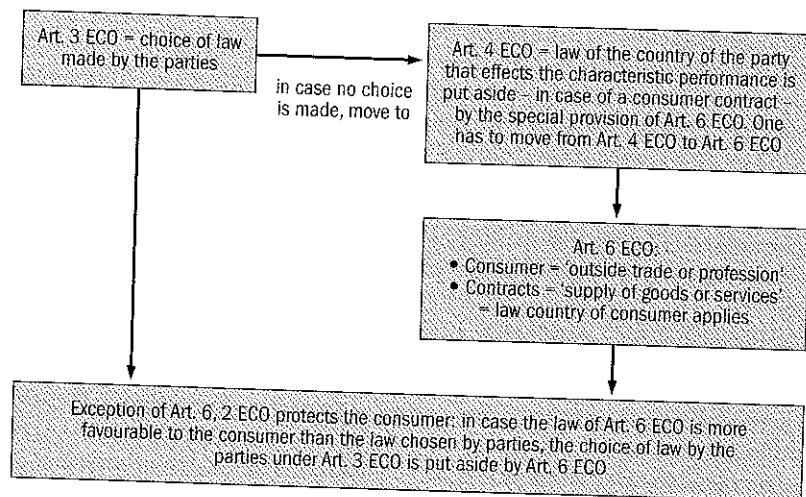 Art. 3 ECO = choice of law
made by the parties
in case no choice
is made, move to
Art. 4 ECO = law of the country of the party
that effects the characteristic performance is
put aside – in case of a consumer contract –
by the special provision of Art. 6 ECO. One
has to move from Art. 4 ECO to Art. 6 ECO
Art. 6 ECO:
• Consumer = 'outside trade or profession'
• Contracts = 'supply of goods or services'
= law country of consumer applies
Exception of Art. 6, 2 ECO protects the consumer: in case the law of Art. 6 ECO is more
favourable to the consumer than the law chosen by parties, the choice of law by the
parties under Art. 3 ECO is put aside by Art. 6 ECO